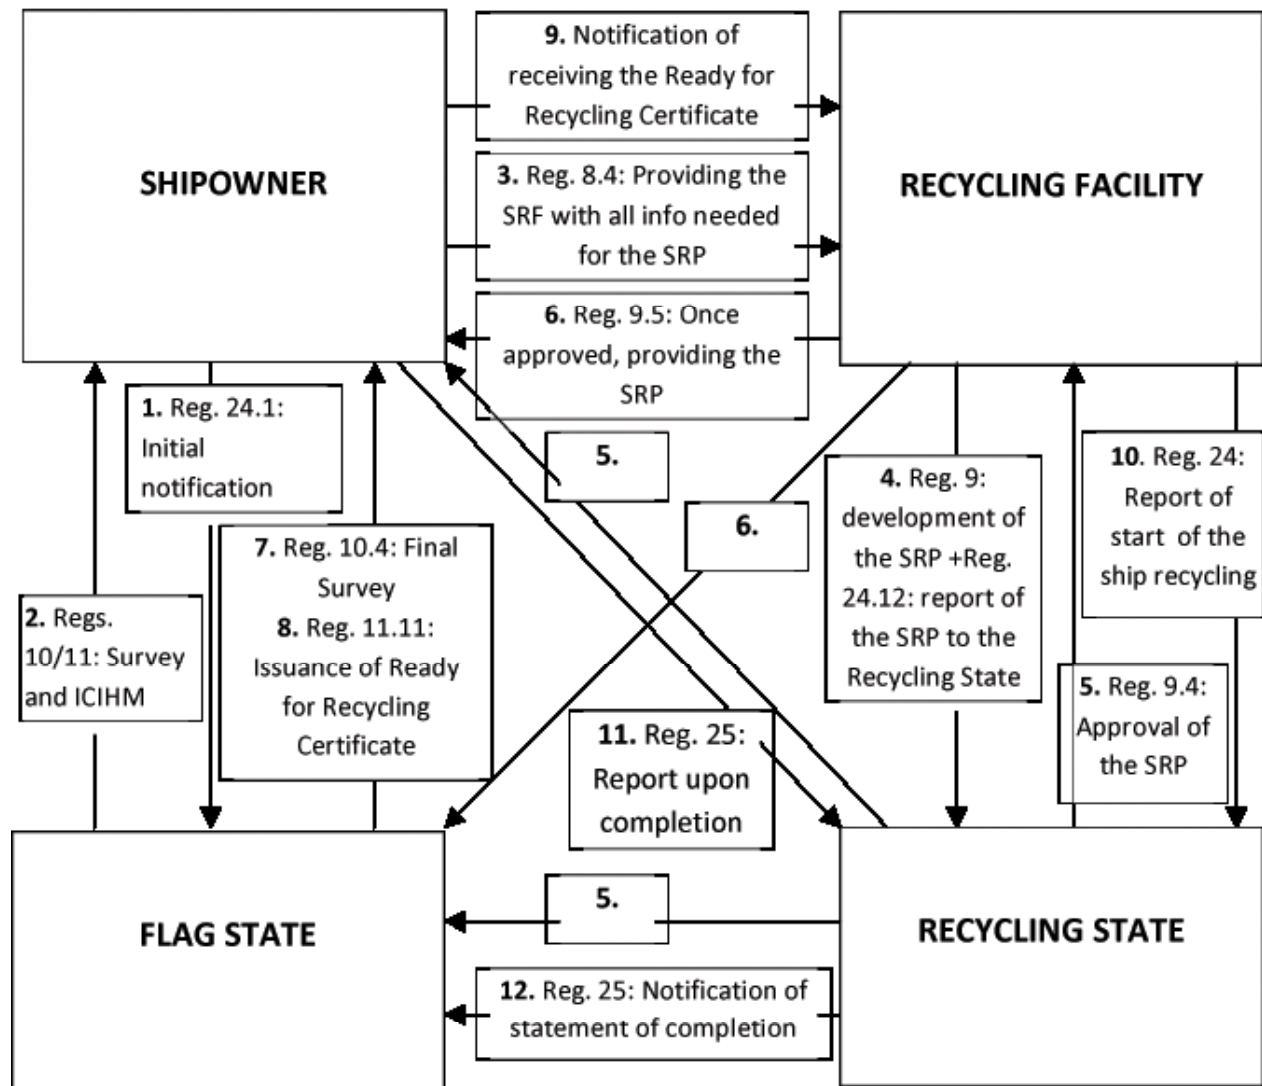 9. Notification of
receiving the Ready for
Recycling Certificate
SHIPOWNER
RECYCLING FACILITY
3. Reg. 8.4: Providing the
SRF with all info needed
for the SRP
6. Reg. 9.5: Once
approved, providing the
SRP
1. Reg. 24.1:
Initial
notification
5.
10. Reg. 24:
Report of
start of the
ship recycling
4. Reg. 9:
development of
the SRP +Reg.
24.12: report of
the SRP to the
Recycling State
6.
7. Reg. 10.4: Final
Survey
8. Reg. 11.11:
Issuance of Ready
for Recycling
Certificate
2. Regs.
10/11: Survey
and ICIHM
5. Reg. 9.4:
Approval of
the SRP
11. Reg. 25:
Report upon
completion
5.
FLAG STATE
RECYCLING STATE
12. Reg. 25: Notification of
statement of completion